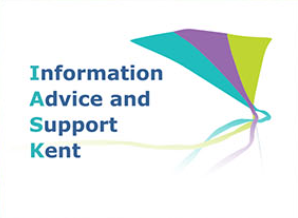 Information
Advice and
Support
Kent